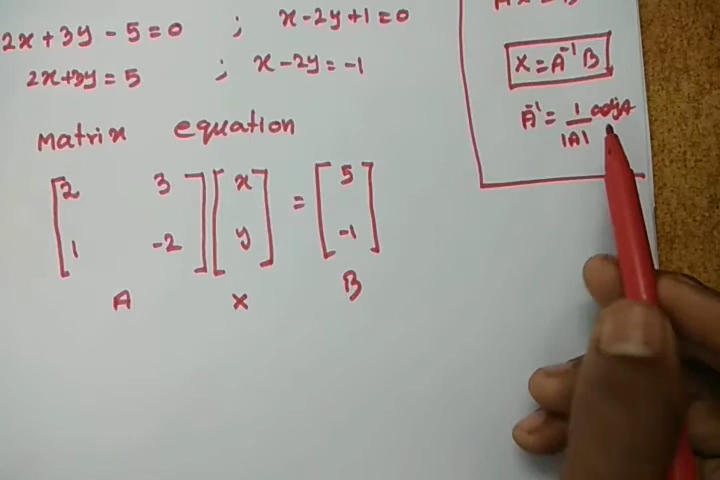 2x + 3y - 5 = 0 ; x - 2y + 1 = 0
2x + 3y = 5 ; x - 2y = -1
Matrix equation
[2 3] [x] = [5]
[1 -2] [y] [-1]
A X B
X = A⁻¹ B
A⁻¹ = 1/|A| adj A